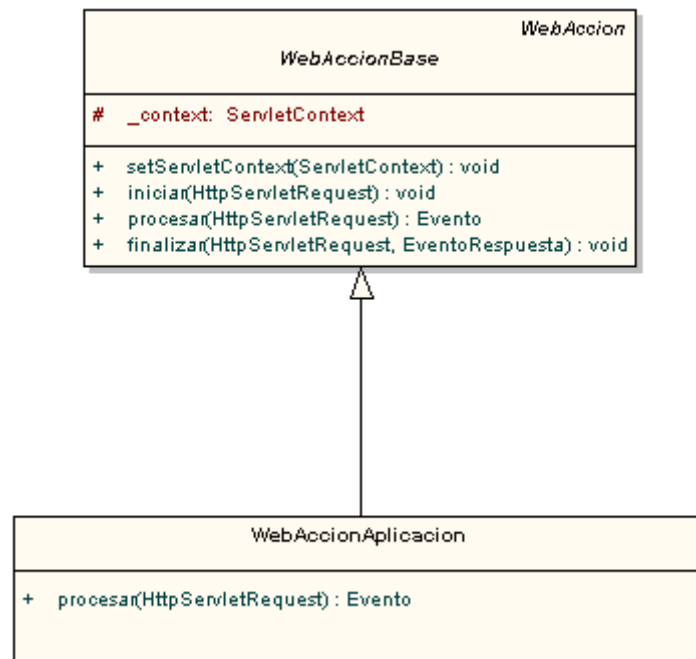 WebAccion
WebAccionBase
# _context: ServletContext
+ setServletContext(ServletContext) : void
+ iniciar(HttpServletRequest) : void
+ procesar(HttpServletRequest) : Evento
+ finalizar(HttpServletRequest, EventoRespuesta) : void
WebAccionAplicacion
+ procesar(HttpServletRequest) : Evento